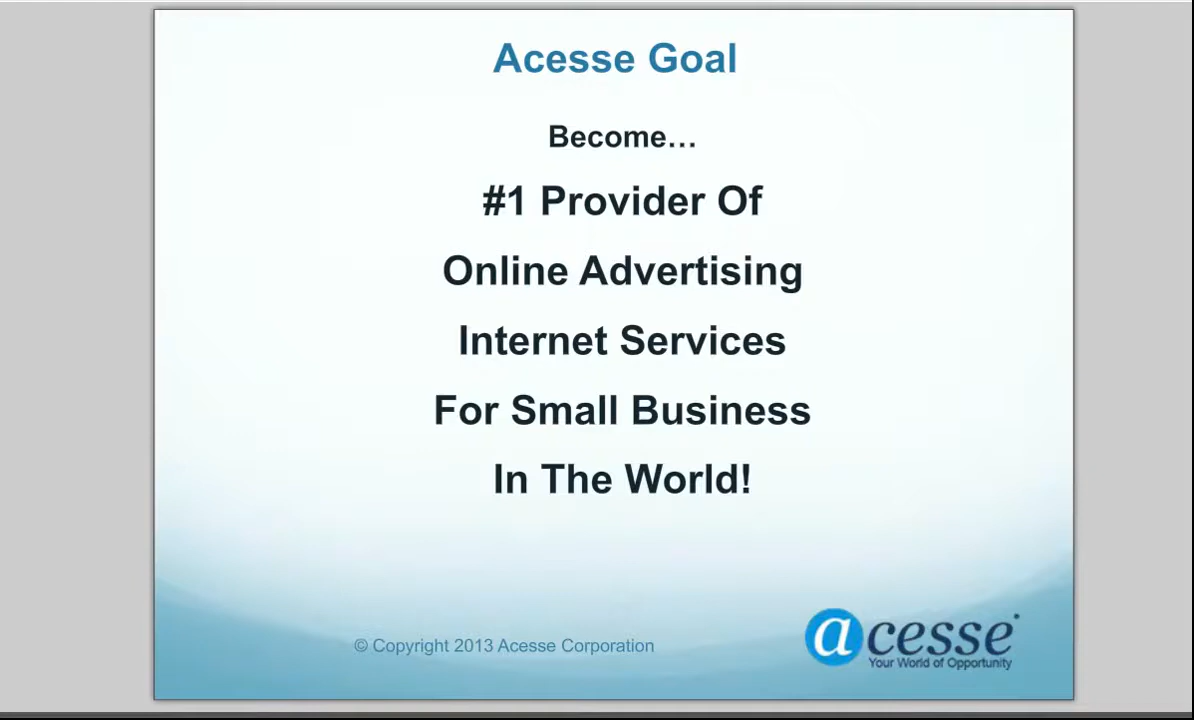 Acesse Goal
Become…
#1 Provider Of
Online Advertising
Internet Services
For Small Business
In The World!
© Copyright 2013 Acesse Corporation
acesse
Your World of Opportunity